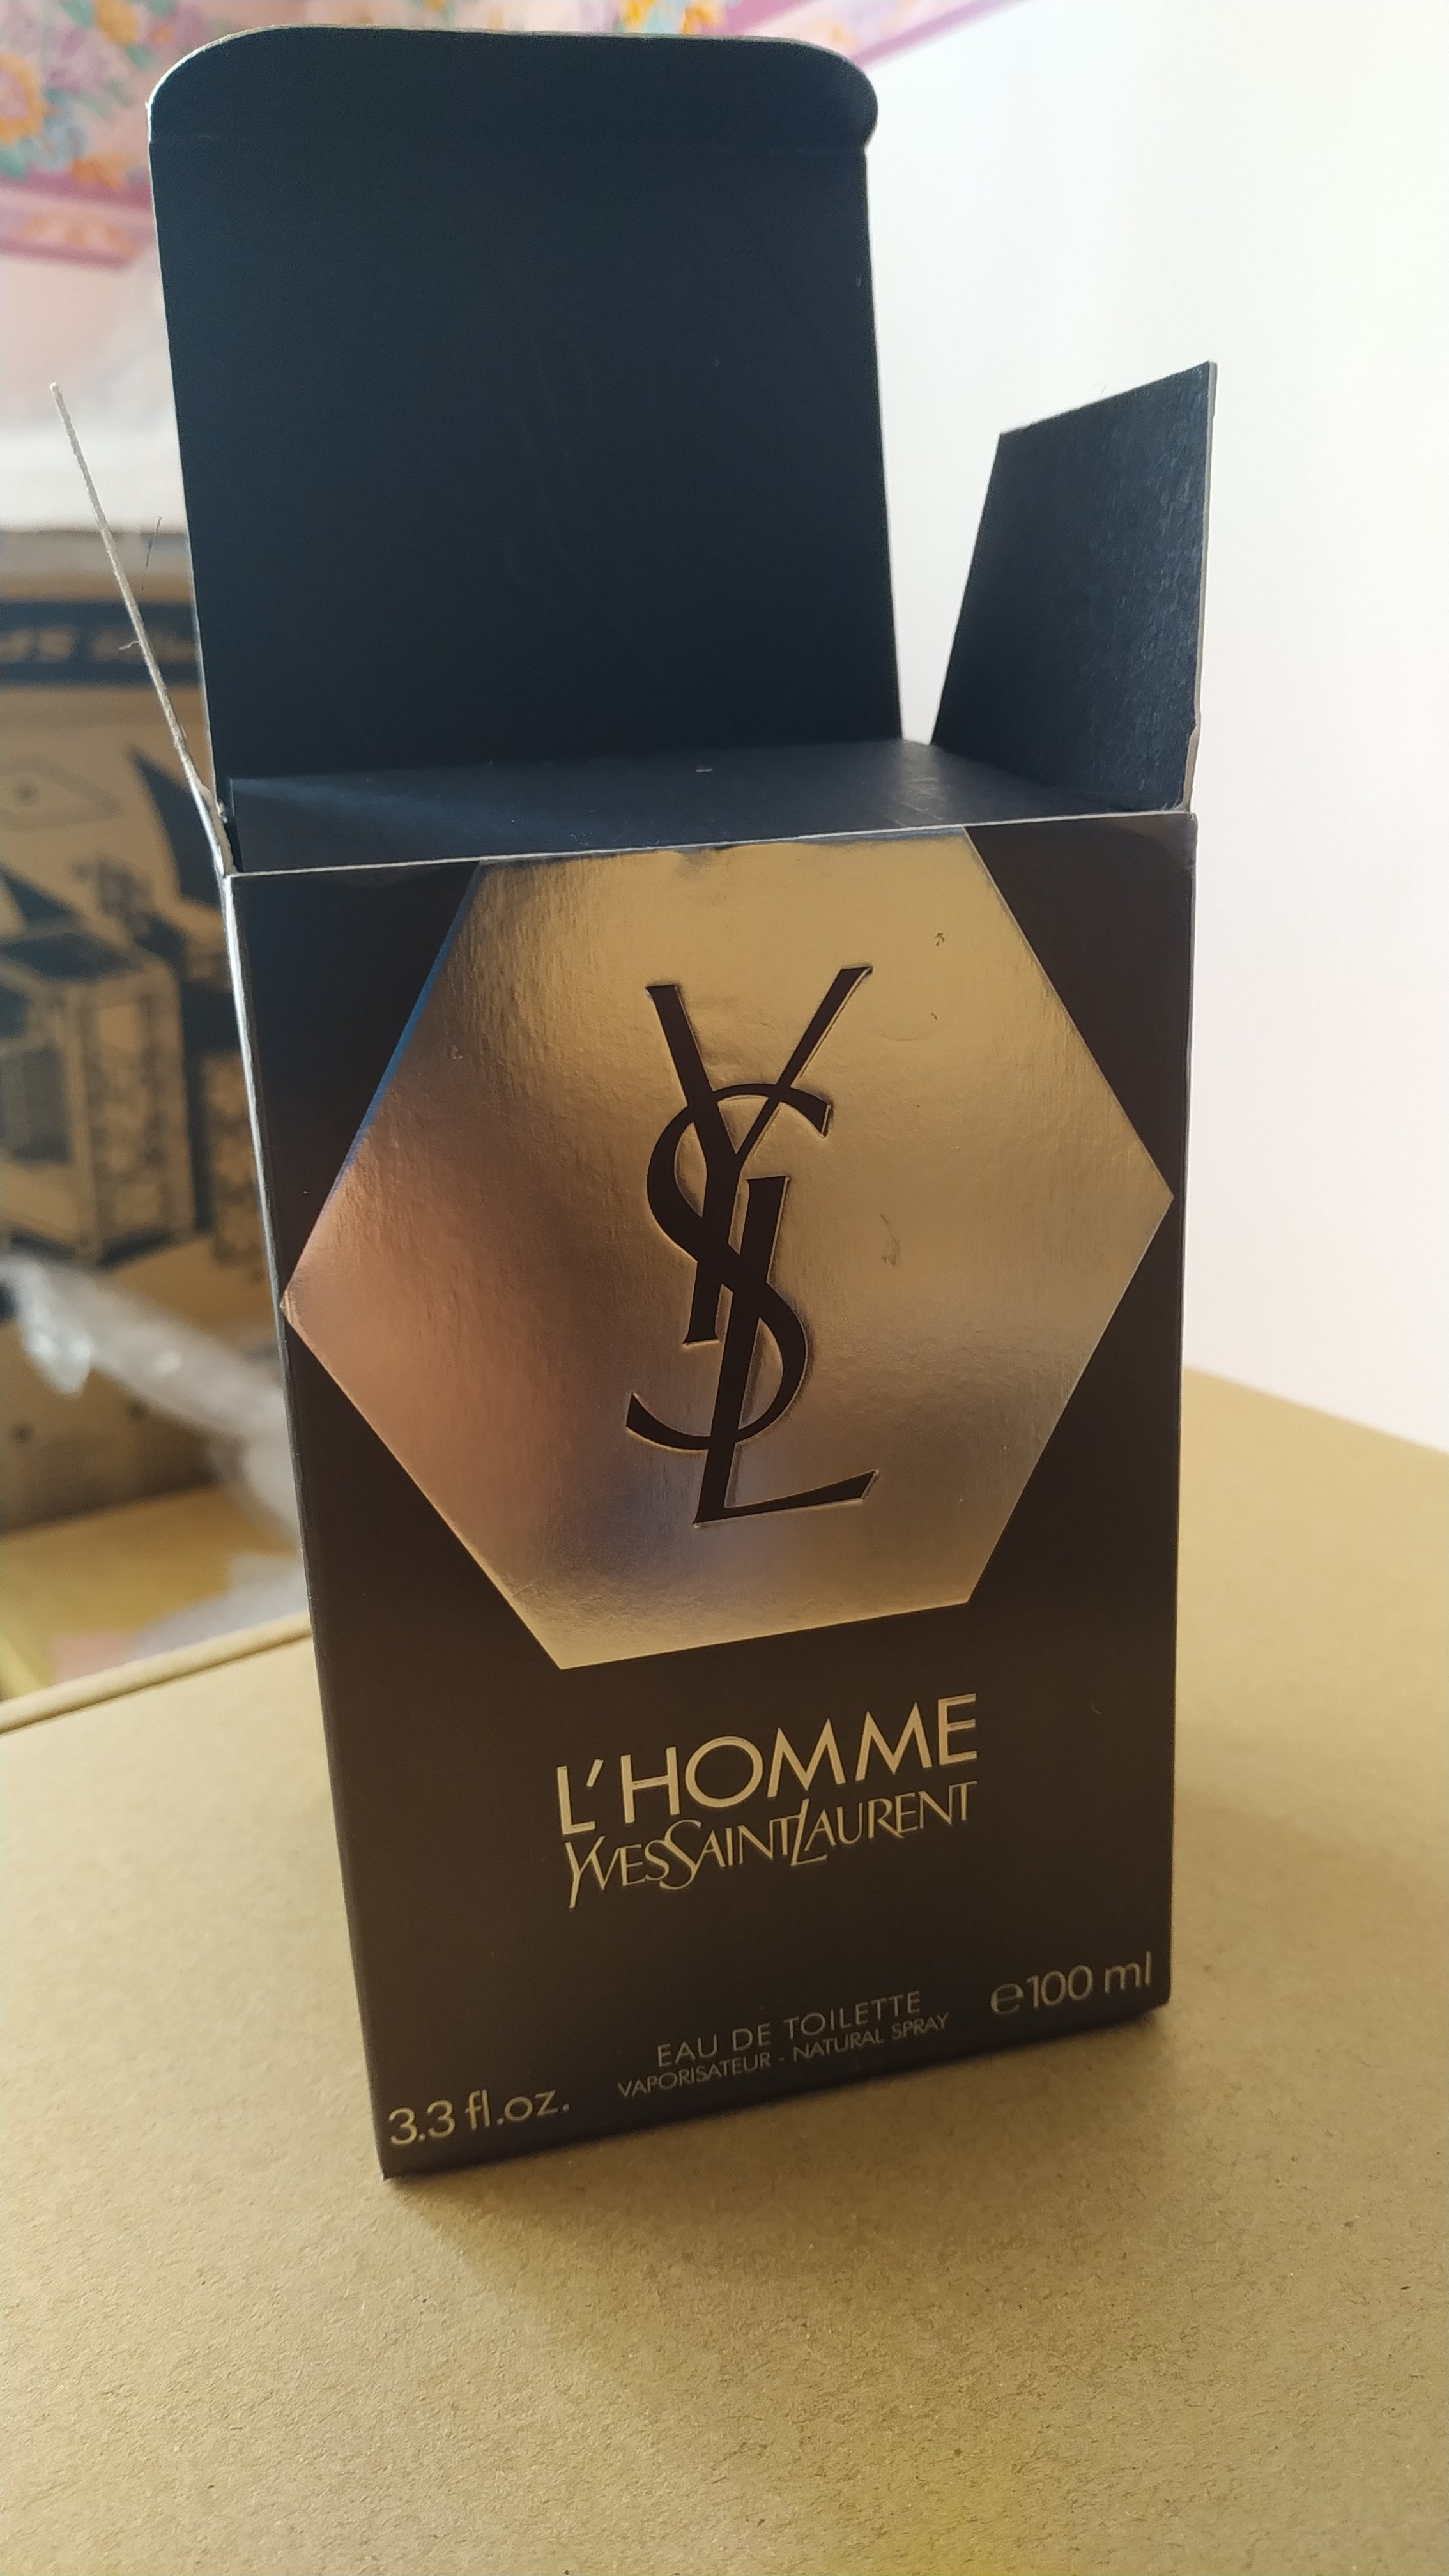 YSL
L'HOMME
YVESSAINTLAURENT
EAU DE TOILETTE
VAPORISATEUR - NATURAL SPRAY
3.3 fl.oz.
℮100 ml